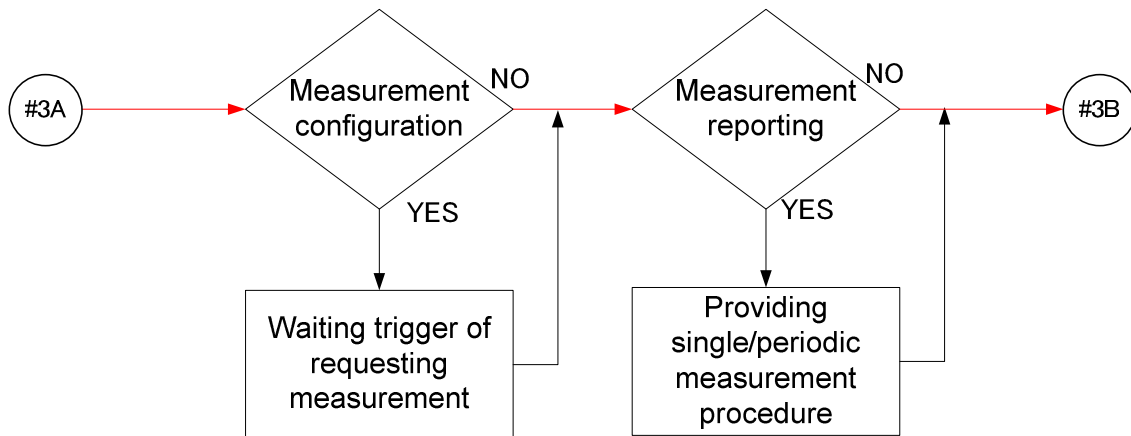 #3A
Measurement
configuration
NO
YES
Waiting trigger of
requesting
measurement
Measurement
reporting
NO
YES
Providing
single/periodic
measurement
procedure
#3B